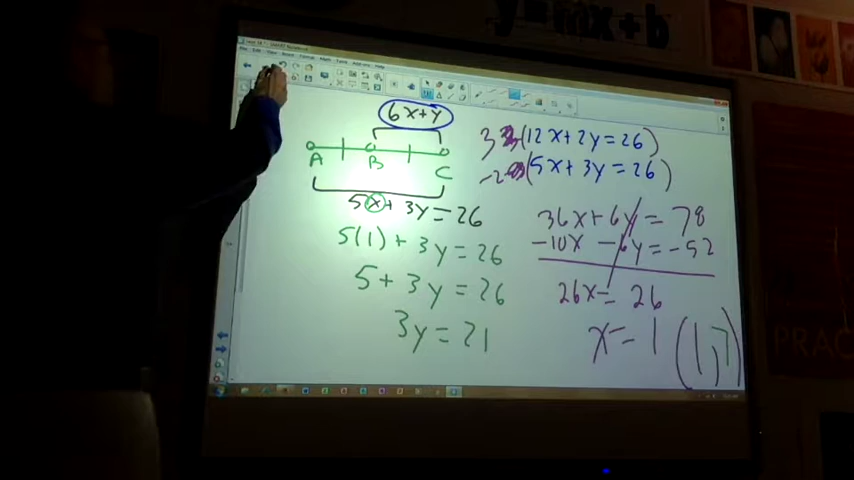 y=mx+b
6x+y
A B C
5x+3y=26
5(1)+3y=26
5+3y=26
3y=21
3(12x+2y=26)
-2(5x+3y=26)
36x+6y=78
-10x -6y=-52
26x=26
x=1 (1,7)
PRAC